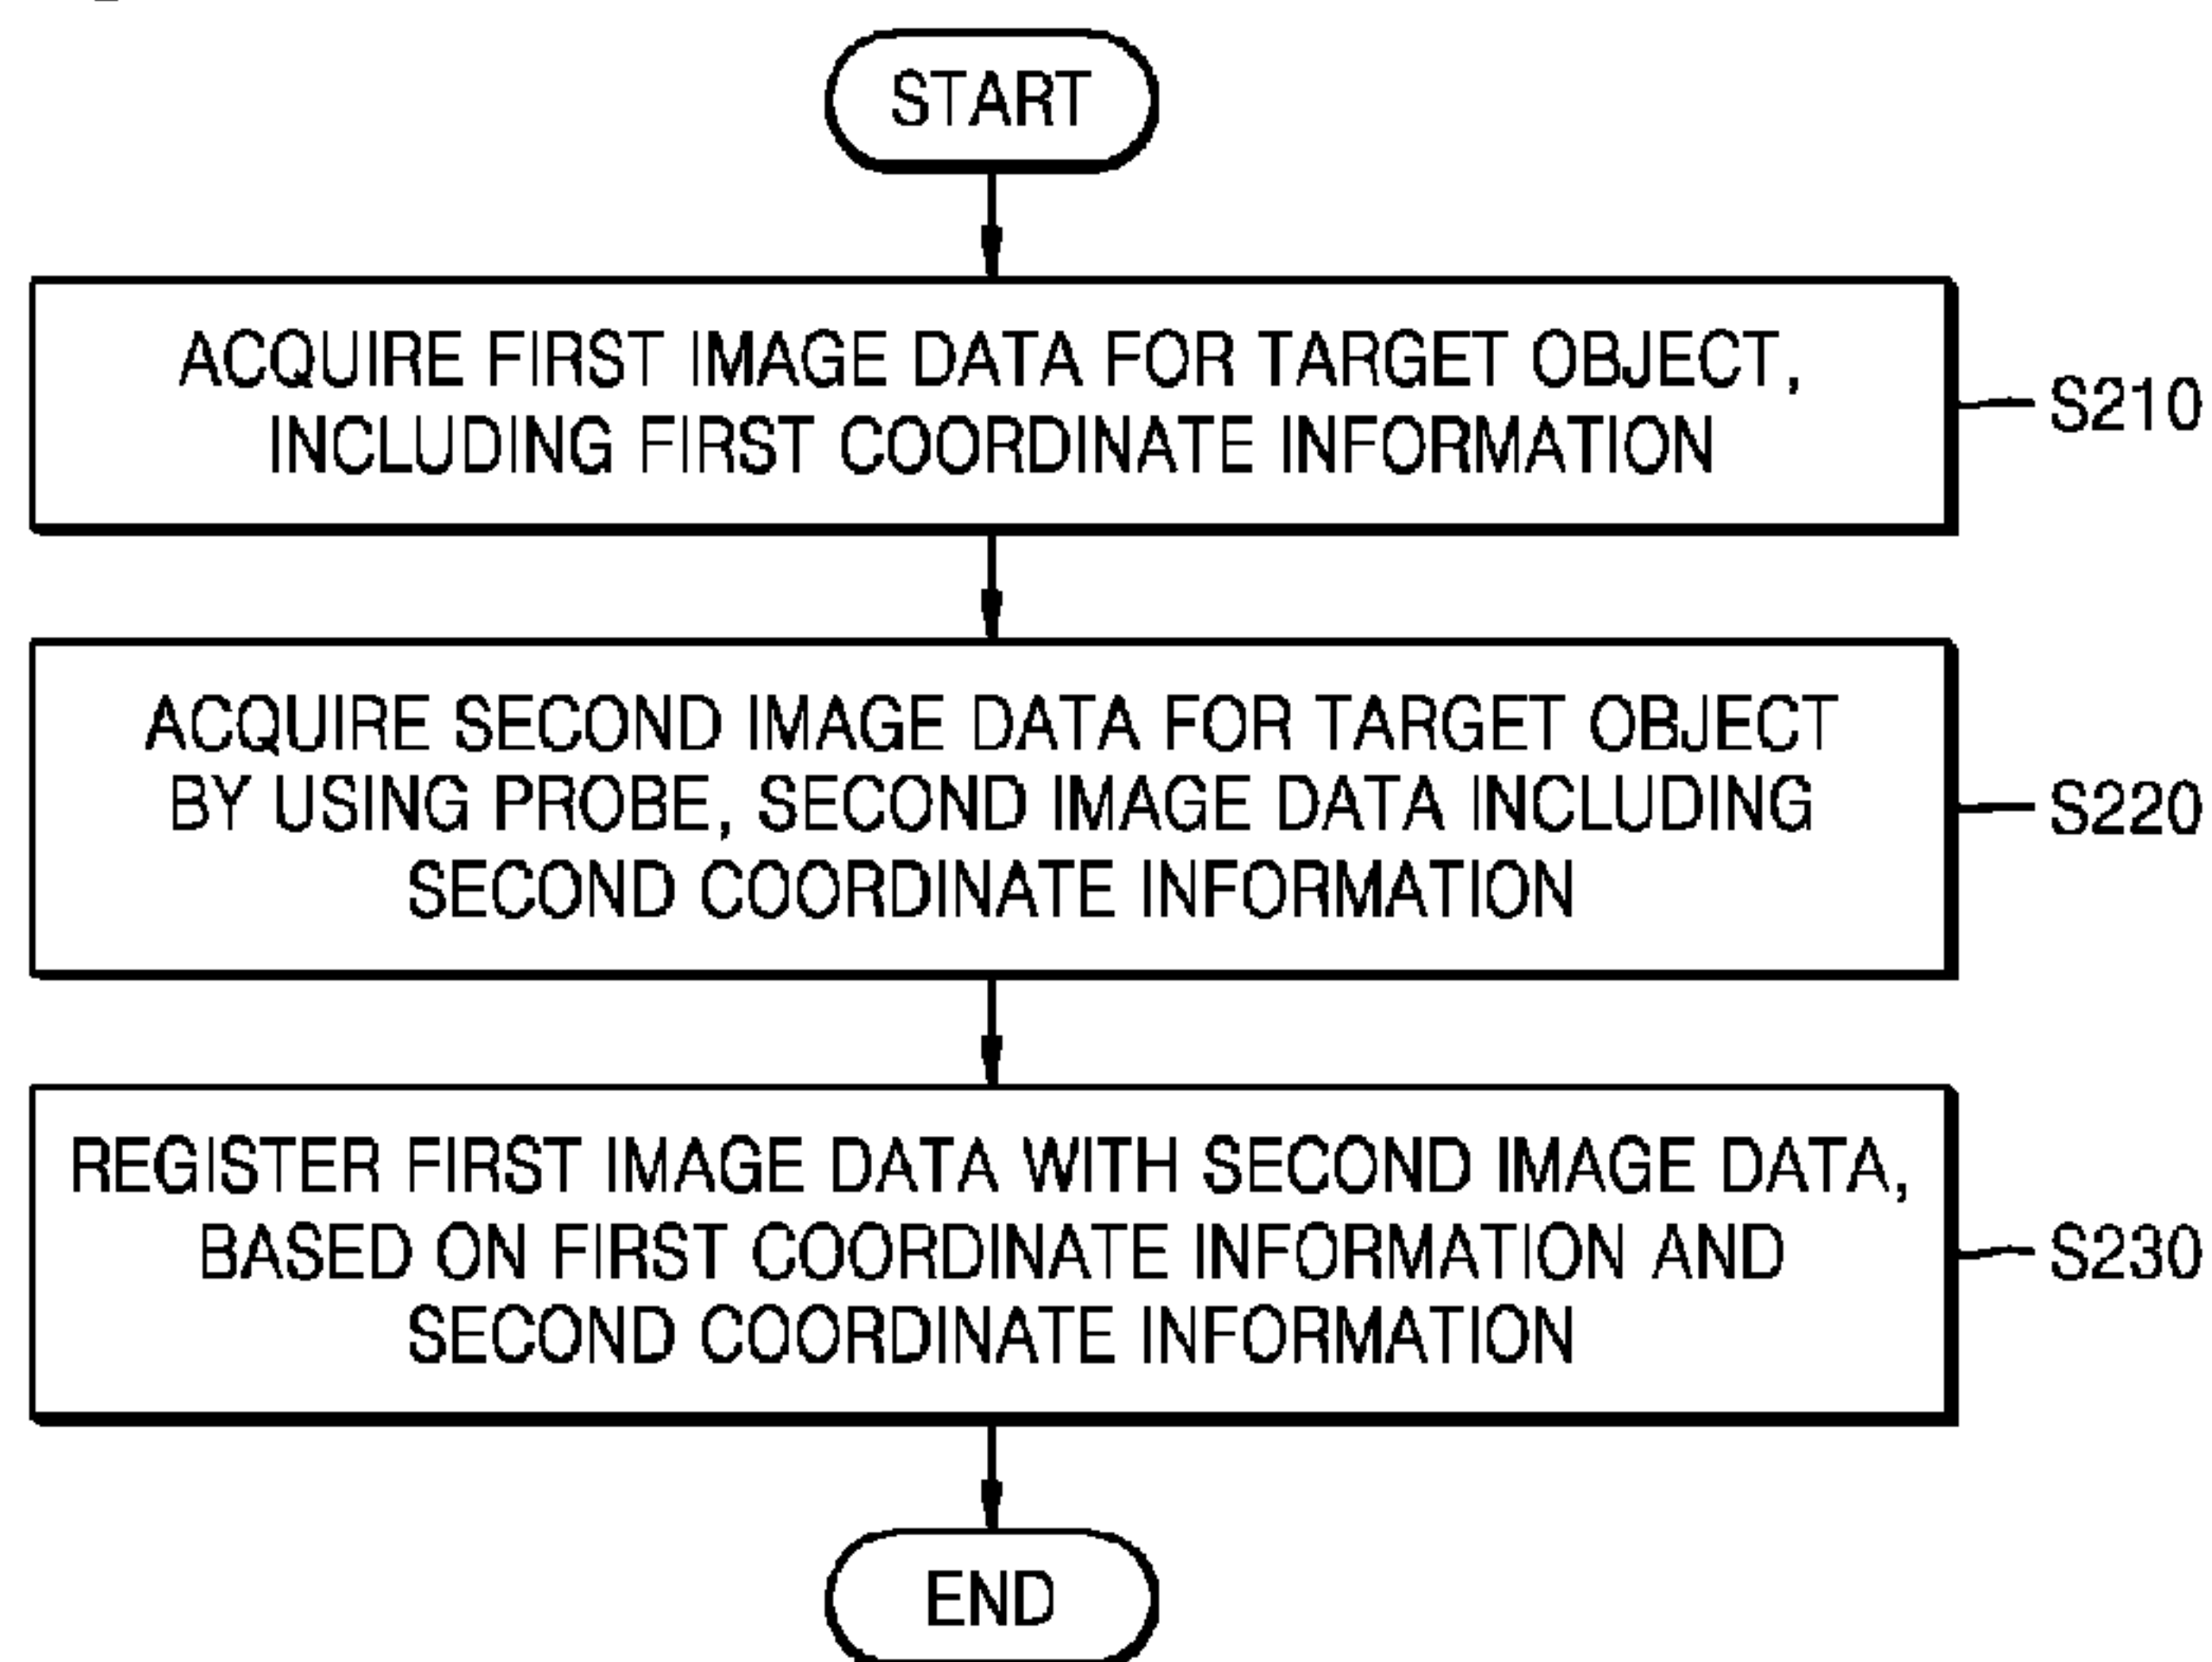 START
ACQUIRE FIRST IMAGE DATA FOR TARGET OBJECT,
INCLUDING FIRST COORDINATE INFORMATION
S210
ACQUIRE SECOND IMAGE DATA FOR TARGET OBJECT
BY USING PROBE, SECOND IMAGE DATA INCLUDING
SECOND COORDINATE INFORMATION
S220
REGISTER FIRST IMAGE DATA WITH SECOND IMAGE DATA,
BASED ON FIRST COORDINATE INFORMATION AND
SECOND COORDINATE INFORMATION
S230
END